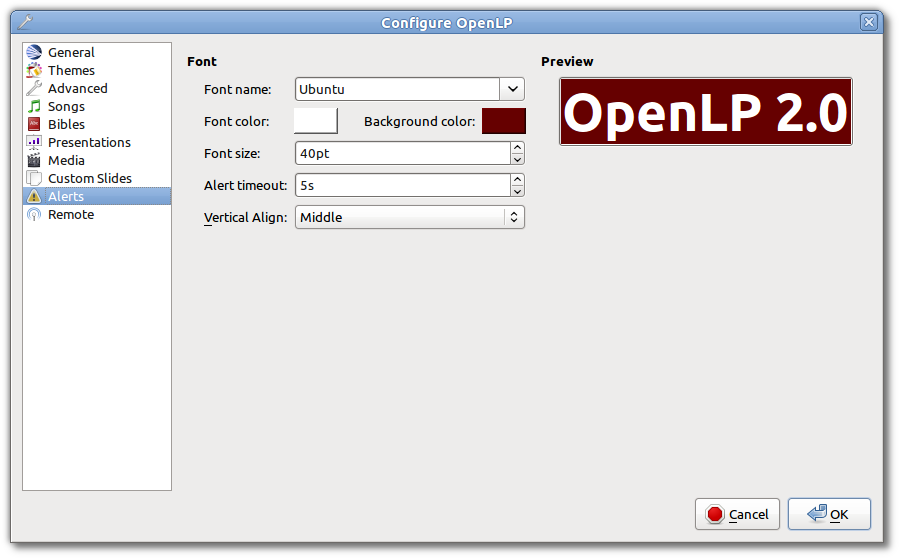 Configure OpenLP
General
Themes
Advanced
Songs
Bibles
Presentations
Media
Custom Slides
Alerts
Remote
Font
Font name: Ubuntu
Font color: Background color:
Font size: 40pt
Alert timeout: 5s
Vertical Align: Middle
Preview
OpenLP 2.0
Cancel OK